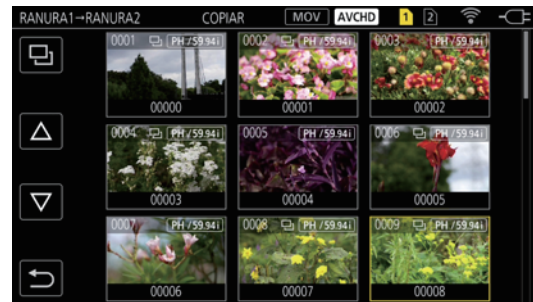 RANURA1→RANURA2 COPIAR MOV AVCHD 1 2
0001 PH /59.94i
0002 PH /59.94i
0003 PH /59.94i
00000
00001
00002
0004 PH /59.94i
0005 PH /59.94i
0006 PH /59.94i
00003
00004
00005
0007 PH /59.94i
0008 PH /59.94i
0009 PH /59.94i
00006
00007
00008